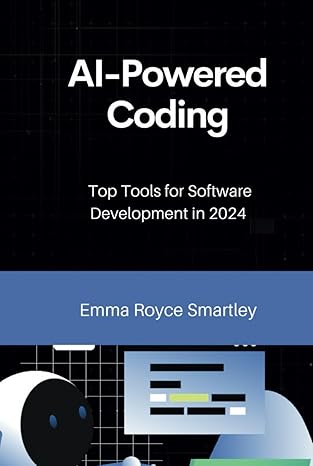 AI-Powered
Coding
Top Tools for Software
Development in 2024
Emma Royce Smartley